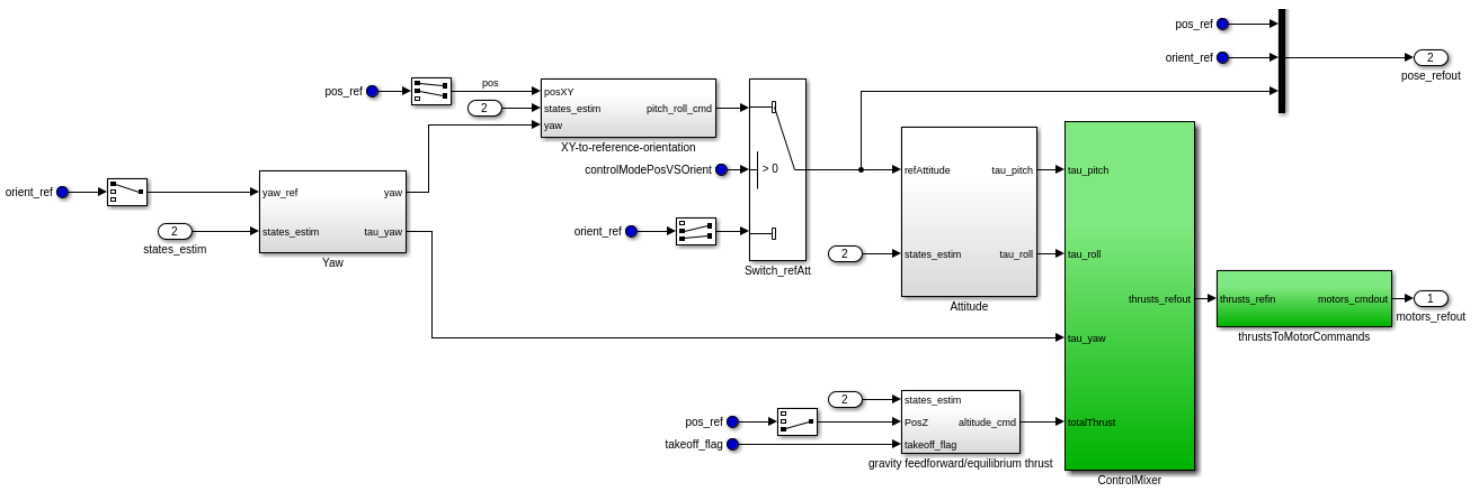 pos_ref
orient_ref
2
pose_refout
pos_ref
pos
posXY
2
states_estim
pitch_roll_cmd
yaw
XY-to-reference-orientation
controlModePosVSOrient
> 0
orient_ref
Switch_refAtt
orient_ref
yaw_ref
yaw
2
states_estim
states_estim
tau_yaw
Yaw
refAttitude
tau_pitch
2
states_estim
tau_roll
Attitude
tau_pitch
tau_roll
thrusts_refout
tau_yaw
totalThrust
ControlMixer
thrusts_refin
motors_cmdout
thrustsToMotorCommands
1
motors_refout
2
states_estim
pos_ref
PosZ
altitude_cmd
takeoff_flag
takeoff_flag
gravity feedforward/equilibrium thrust